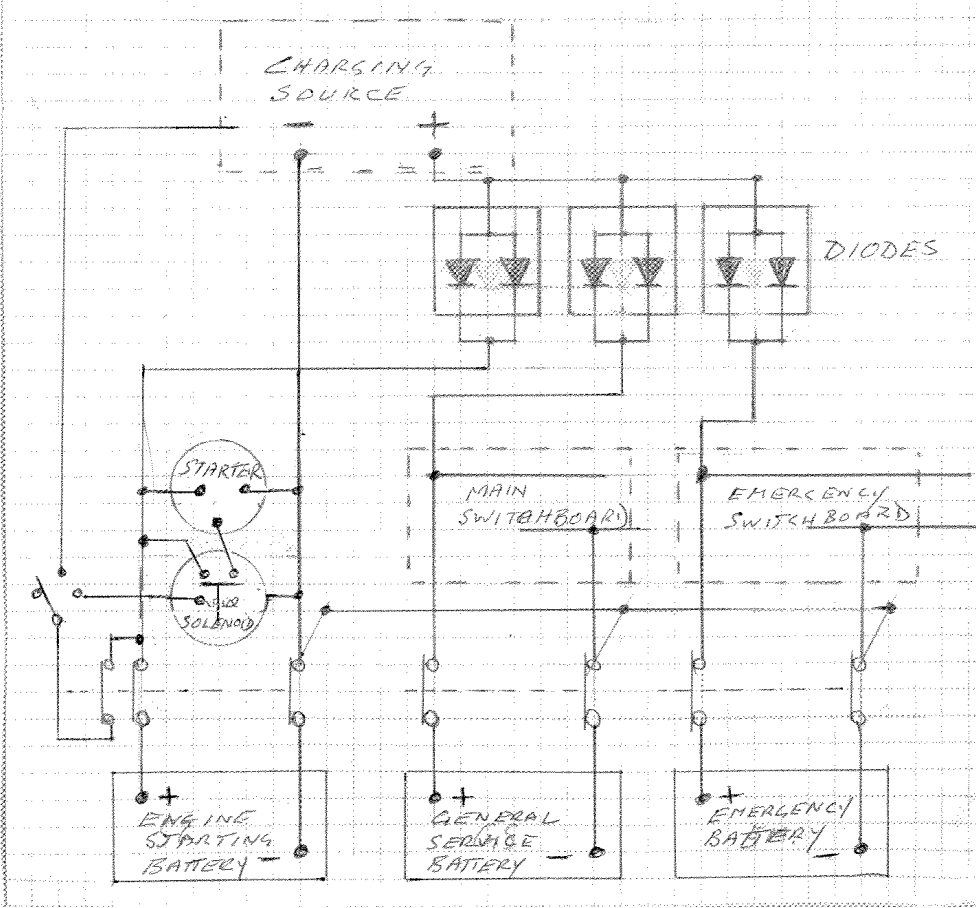 CHARGING
SOURCE
− +
DIODES
STARTER
MAIN
SWITCHBOARD
EMERGENCY
SWITCHBOARD
SOLENOID
+
ENGINE
STARTING
BATTERY −
+
GENERAL
SERVICE
BATTERY −
+
EMERGENCY
BATTERY −